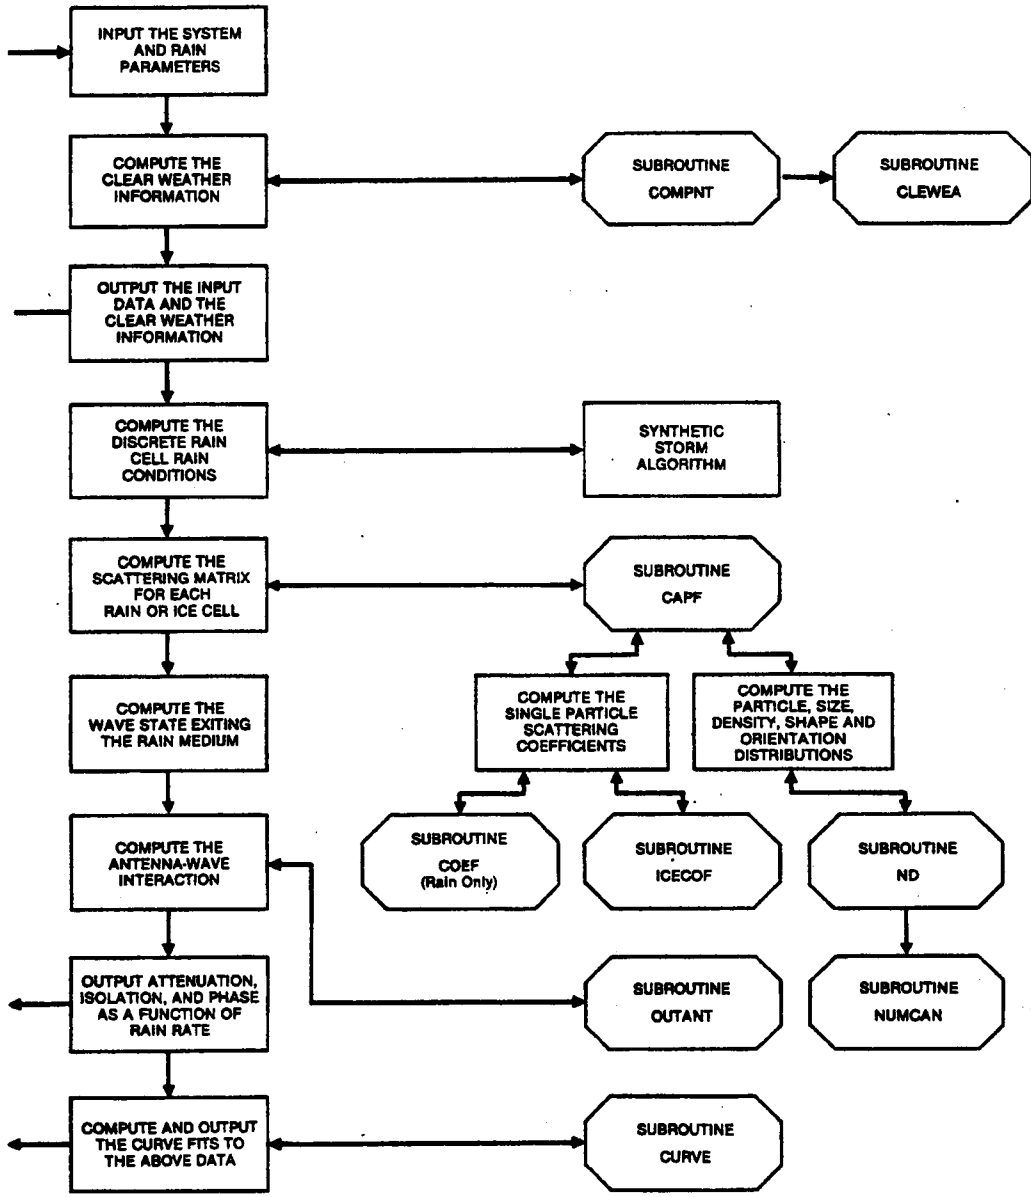 INPUT THE SYSTEM
AND RAIN
PARAMETERS
COMPUTE THE
CLEAR WEATHER
INFORMATION
SUBROUTINE
COMPNT
SUBROUTINE
CLEWEA
OUTPUT THE INPUT
DATA AND THE
CLEAR WEATHER
INFORMATION
COMPUTE THE
DISCRETE RAIN
CELL RAIN
CONDITIONS
SYNTHETIC
STORM
ALGORITHM
COMPUTE THE
SCATTERING MATRIX
FOR EACH
RAIN OR ICE CELL
SUBROUTINE
CAPF
COMPUTE THE
WAVE STATE EXITING
THE RAIN MEDIUM
COMPUTE THE
SINGLE PARTICLE
SCATTERING
COEFFICIENTS
COMPUTE THE
PARTICLE, SIZE,
DENSITY, SHAPE AND
ORIENTATION
DISTRIBUTIONS
COMPUTE THE
ANTENNA-WAVE
INTERACTION
SUBROUTINE
COEF
(Rain Only)
SUBROUTINE
ICECOF
SUBROUTINE
ND
OUTPUT ATTENUATION,
ISOLATION, AND PHASE
AS A FUNCTION OF
RAIN RATE
SUBROUTINE
OUTANT
SUBROUTINE
NUMCAN
COMPUTE AND OUTPUT
THE CURVE FITS TO
THE ABOVE DATA
SUBROUTINE
CURVE